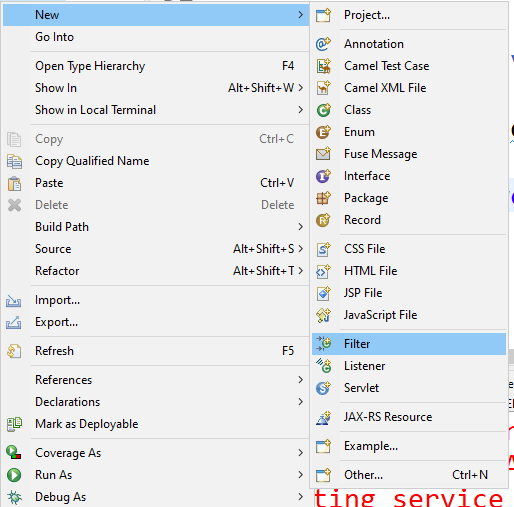 New
Go Into
Open Type Hierarchy F4
Show In Alt+Shift+W
Show in Local Terminal
Copy Ctrl+C
Copy Qualified Name
Paste Ctrl+V
Delete Delete
Build Path
Source Alt+Shift+S
Refactor Alt+Shift+T
Import...
Export...
Refresh F5
References
Declarations
Mark as Deployable
Coverage As
Run As
Debug As
Project...
Annotation
Camel Test Case
Camel XML File
Class
Enum
Fuse Message
Interface
Package
Record
CSS File
HTML File
JSP File
JavaScript File
Filter
Listener
Servlet
JAX-RS Resource
Example...
Other... Ctrl+N
ting service